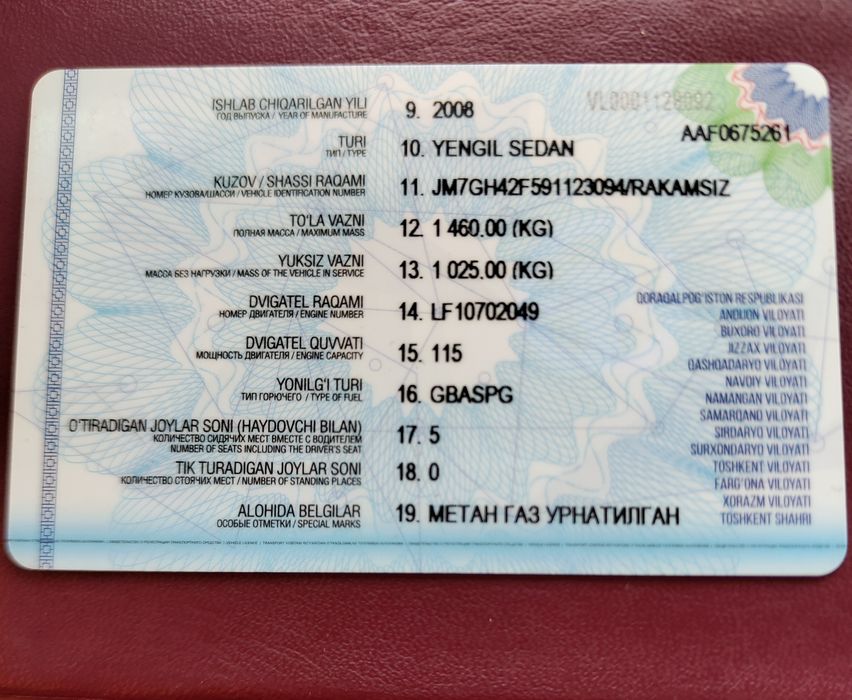 VL0001128092
AAF0675261
ISHLAB CHIQARILGAN YILI 9. 2008
ГОД ВЫПУСКА / YEAR OF MANUFACTURE
TURI 10. YENGIL SEDAN
ТИП / TYPE
KUZOV / SHASSI RAQAMI 11. JM7GH42F591123094/RAKAMSIZ
НОМЕР КУЗОВА/ШАССИ / VEHICLE IDENTIFICATION NUMBER
TO'LA VAZNI 12. 1 460.00 (KG)
ПОЛНАЯ МАССА / MAXIMUM MASS
YUKSIZ VAZNI 13. 1 025.00 (KG)
МАССА БЕЗ НАГРУЗКИ / MASS OF THE VEHICLE IN SERVICE
DVIGATEL RAQAMI 14. LF10702049
НОМЕР ДВИГАТЕЛЯ / ENGINE NUMBER
DVIGATEL QUVVATI 15. 115
МОЩНОСТЬ ДВИГАТЕЛЯ / ENGINE CAPACITY
YONILG'I TURI 16. GBASPG
ТИП ГОРЮЧЕГО / TYPE OF FUEL
O'TIRADIGAN JOYLAR SONI (HAYDOVCHI BILAN) 17. 5
КОЛИЧЕСТВО СИДЯЧИХ МЕСТ ВМЕСТЕ С ВОДИТЕЛЕМ
NUMBER OF SEATS INCLUDING THE DRIVER'S SEAT
TIK TURADIGAN JOYLAR SONI 18. 0
КОЛИЧЕСТВО СТОЯЧИХ МЕСТ / NUMBER OF STANDING PLACES
ALOHIDA BELGILAR 19. МЕТАН ГАЗ УРНАТИЛГАН
ОСОБЫЕ ОТМЕТКИ / SPECIAL MARKS
QORAQALPOG'ISTON RESPUBLIKASI
ANDIJON VILOYATI
BUXORO VILOYATI
JIZZAX VILOYATI
QASHQADARYO VILOYATI
NAVOIY VILOYATI
NAMANGAN VILOYATI
SAMARQAND VILOYATI
SIRDARYO VILOYATI
SURXONDARYO VILOYATI
TOSHKENT VILOYATI
FARG'ONA VILOYATI
XORAZM VILOYATI
TOSHKENT SHAHRI